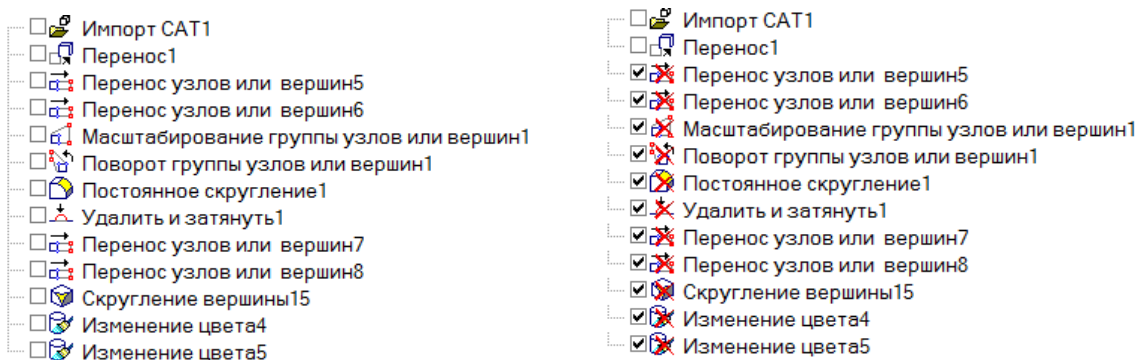 Импорт CAT1
Перенос1
Перенос узлов или вершин5
Перенос узлов или вершин6
Масштабирование группы узлов или вершин1
Поворот группы узлов или вершин1
Постоянное скругление1
Удалить и затянуть1
Перенос узлов или вершин7
Перенос узлов или вершин8
Скругление вершины15
Изменение цвета4
Изменение цвета5
Импорт CAT1
Перенос1
Перенос узлов или вершин5
Перенос узлов или вершин6
Масштабирование группы узлов или вершин1
Поворот группы узлов или вершин1
Постоянное скругление1
Удалить и затянуть1
Перенос узлов или вершин7
Перенос узлов или вершин8
Скругление вершины15
Изменение цвета4
Изменение цвета5